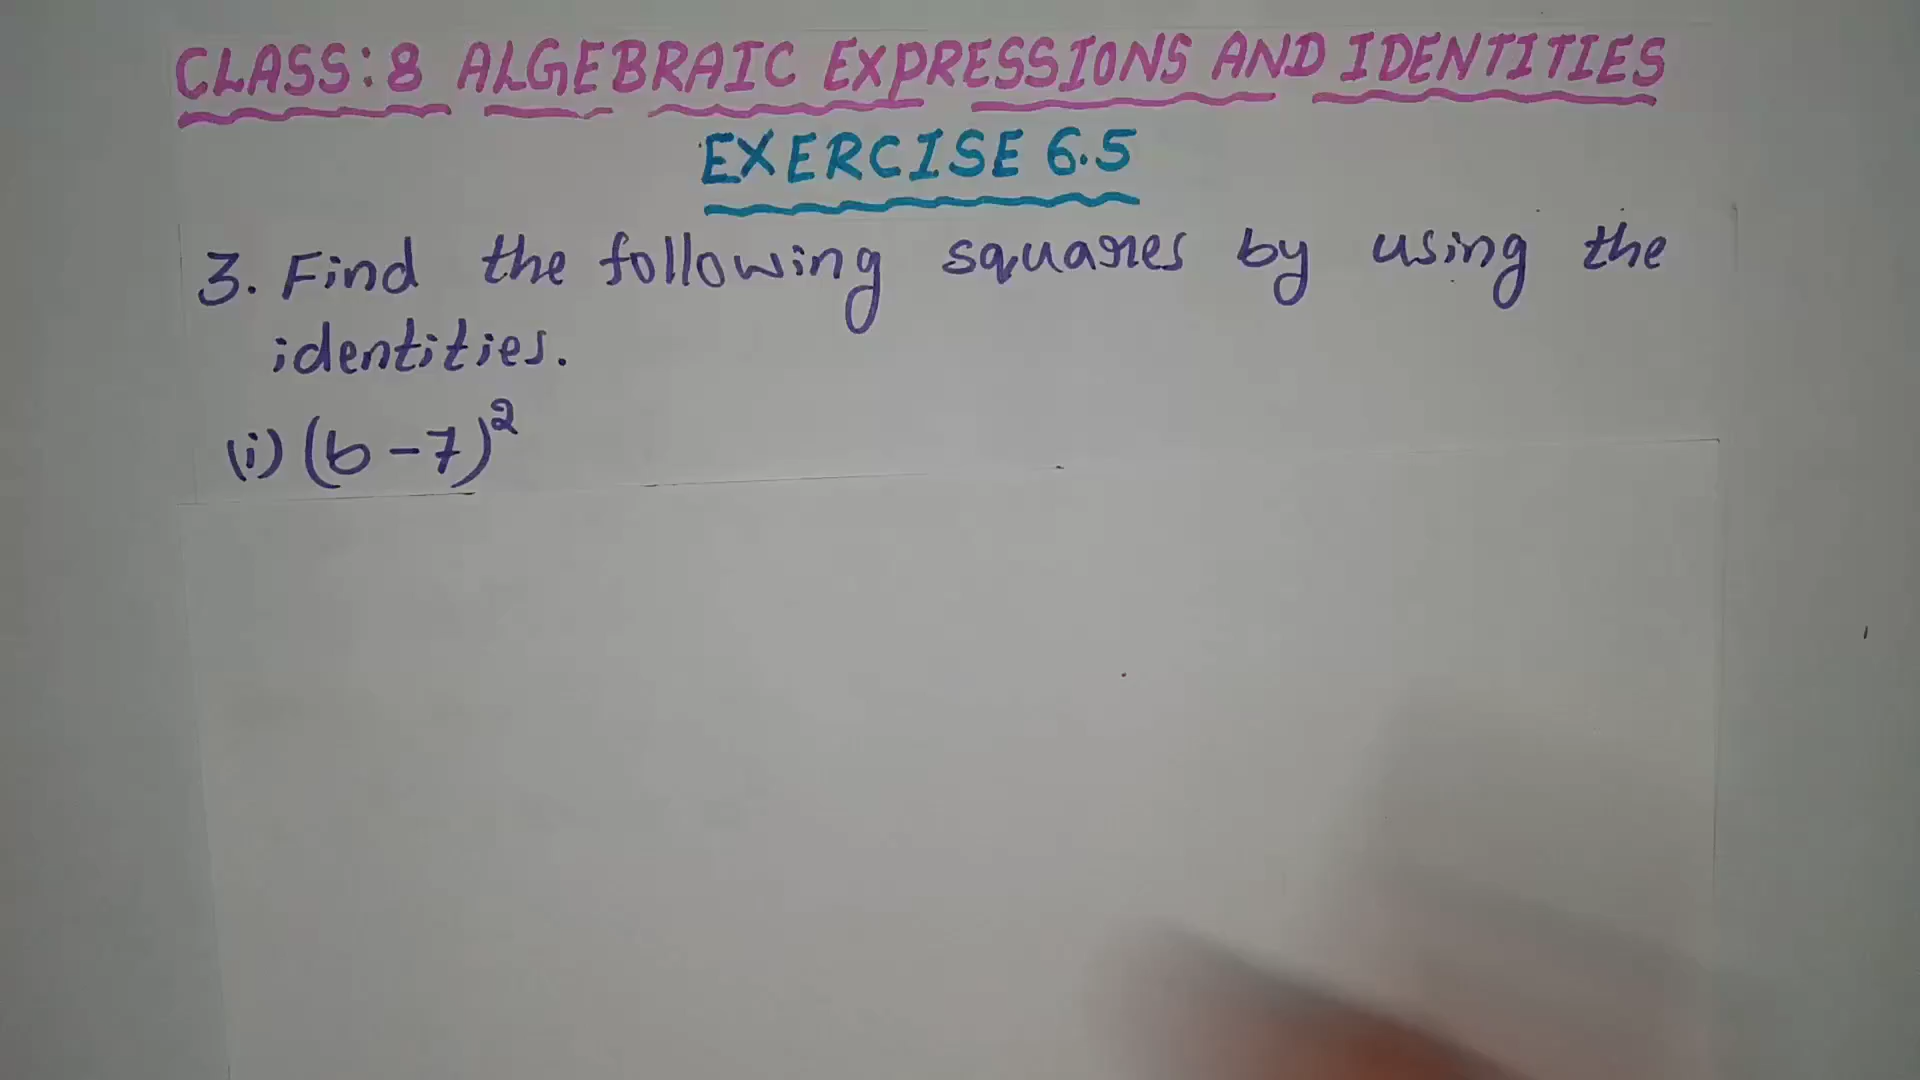 CLASS:8 ALGEBRAIC EXPRESSIONS AND IDENTITIES
EXERCISE 6.5
3. Find the following squares by using the
identities.
(i) (b-7)²